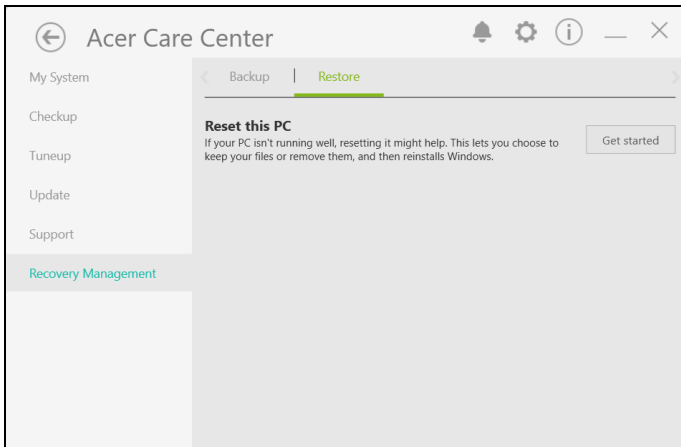 Acer Care Center
My System
Checkup
Tuneup
Update
Support
Recovery Management
Backup | Restore
Reset this PC
If your PC isn't running well, resetting it might help. This lets you choose to
keep your files or remove them, and then reinstalls Windows.
Get started